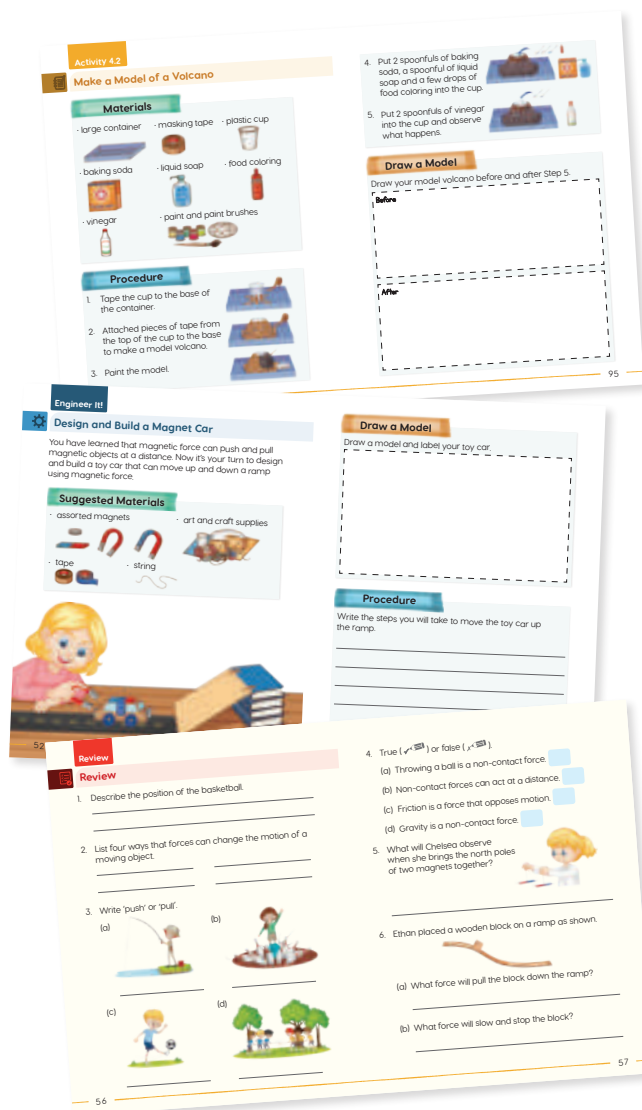 Activity 4.2
Make a Model of a Volcano
Materials
· large container
· masking tape
· plastic cup
· baking soda
· liquid soap
· food coloring
· vinegar
· paint and paint brushes
Procedure
1. Tape the cup to the base of
the container.
2. Attached pieces of tape from
the top of the cup to the base
to make a model volcano.
3. Paint the model.
4. Put 2 spoonfuls of baking
soda, a spoonful of liquid
soap and a few drops of
food coloring into the cup.
5. Put 2 spoonfuls of vinegar
into the cup and observe
what happens.
Draw a Model
Draw your model volcano before and after Step 5.
Before
After
95
Engineer It!
Design and Build a Magnet Car
You have learned that magnetic force can push and pull
magnetic objects at a distance. Now it's your turn to design
and build a toy car that can move up and down a ramp
using magnetic force.
Suggested Materials
· assorted magnets
· art and craft supplies
· tape
· string
52
Draw a Model
Draw a model and label your toy car.
Procedure
Write the steps you will take to move the toy car up
the ramp.
Review
Review
1. Describe the position of the basketball.
2. List four ways that forces can change the motion of a
moving object.
3. Write 'push' or 'pull'.
(a)
(b)
(c)
(d)
56
4. True ( ✓ ) or false ( ✗ ).
(a) Throwing a ball is a non-contact force.
(b) Non-contact forces can act at a distance.
(c) Friction is a force that opposes motion.
(d) Gravity is a non-contact force.
5. What will Chelsea observe
when she brings the north poles
of two magnets together?
6. Ethan placed a wooden block on a ramp as shown.
(a) What force will pull the block down the ramp?
(b) What force will slow and stop the block?
57